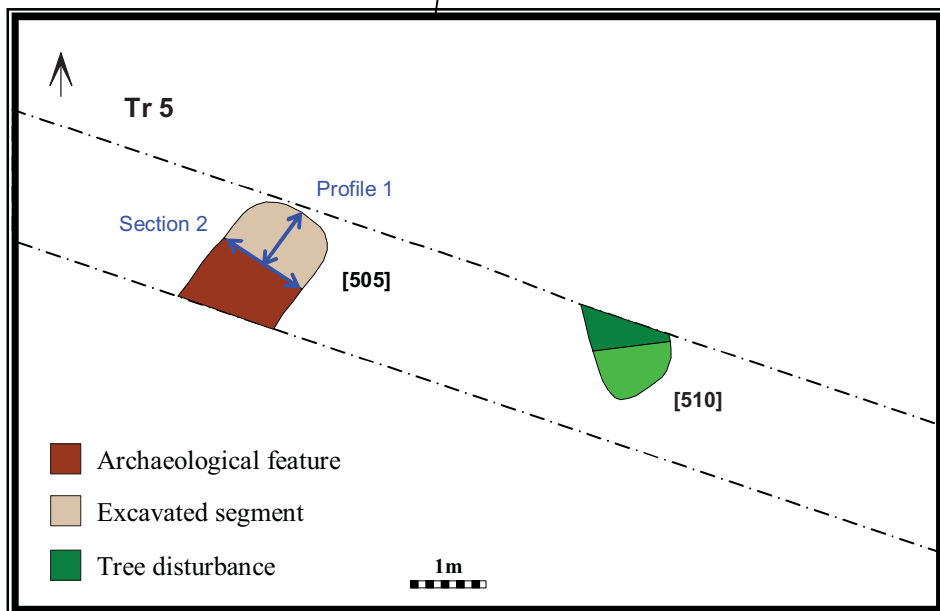 Tr 5
Profile 1
Section 2
[505]
[510]
Archaeological feature
Excavated segment
Tree disturbance
1m